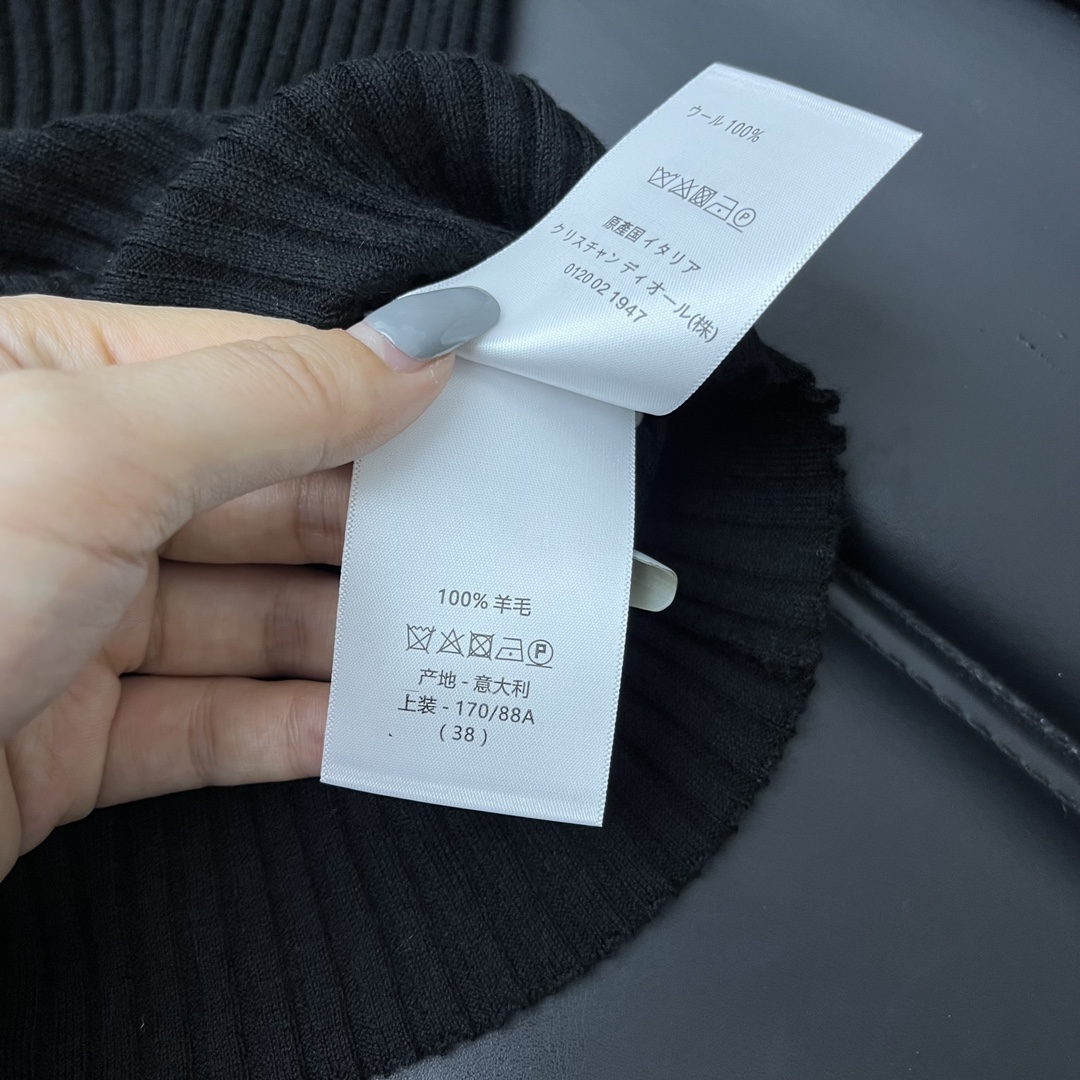 ウール 100%
原産国 イタリア
クリスチャン ディオール(株)
0120 02 1947
100% 羊毛
P
产地 - 意大利
上装 - 170/88A
( 38 )